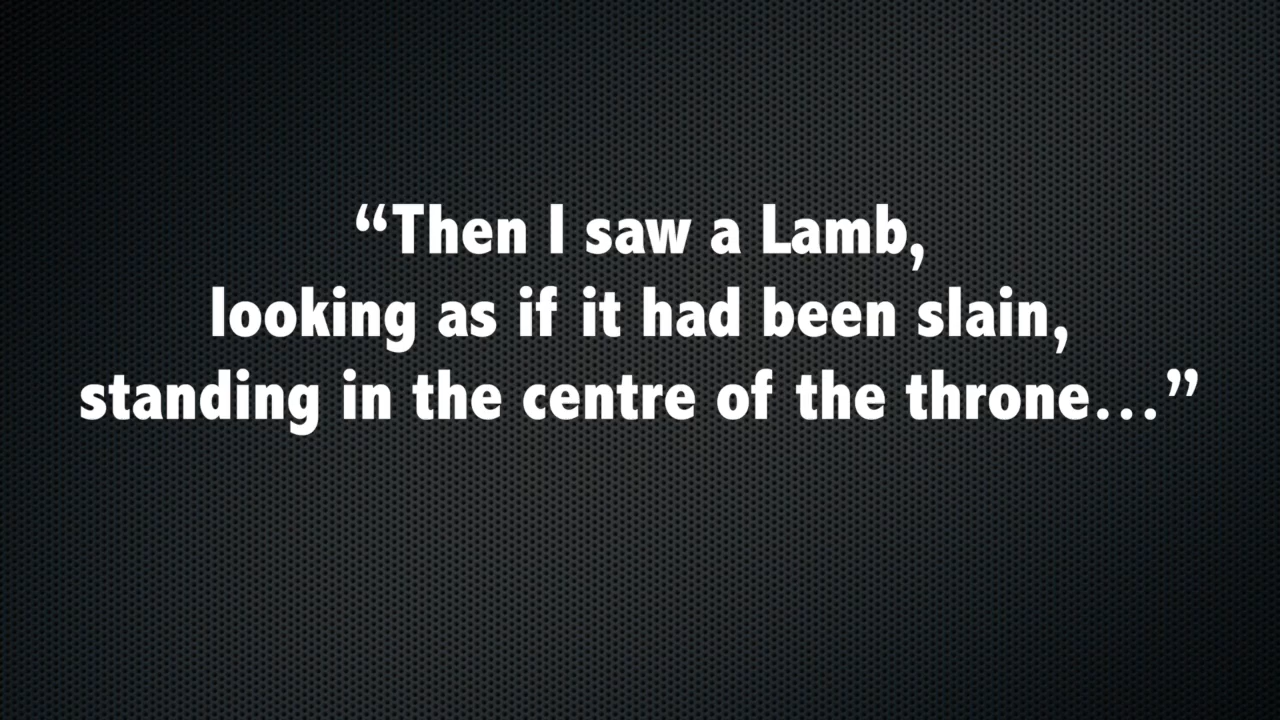 “Then I saw a Lamb,
looking as if it had been slain,
standing in the centre of the throne…”